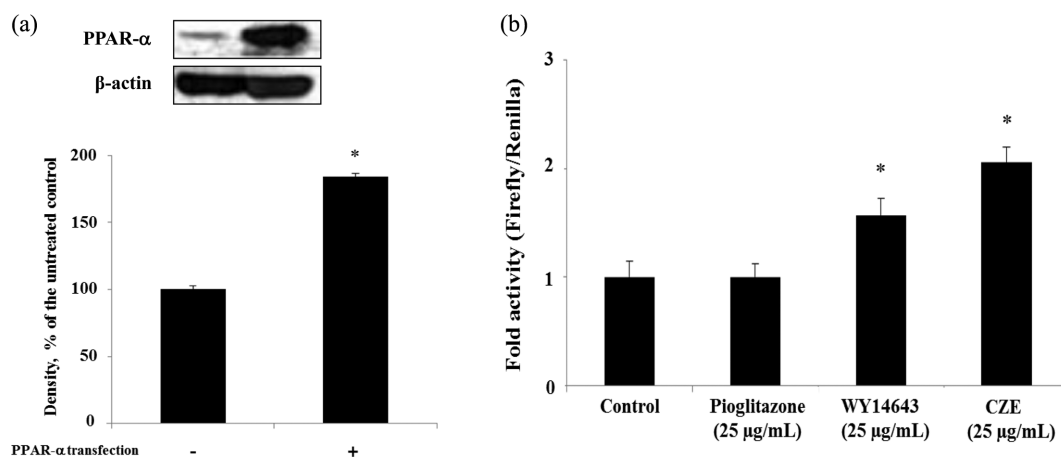 (a)
PPAR-α
β-actin
Density, % of the untreated control
200
150
100
50
0
*
PPAR-α transfection
-
+
(b)
Fold activity (Firefly/Renilla)
3
2
1
0
*
*
Control
Pioglitazone
(25 µg/mL)
WY14643
(25 µg/mL)
CZE
(25 µg/mL)